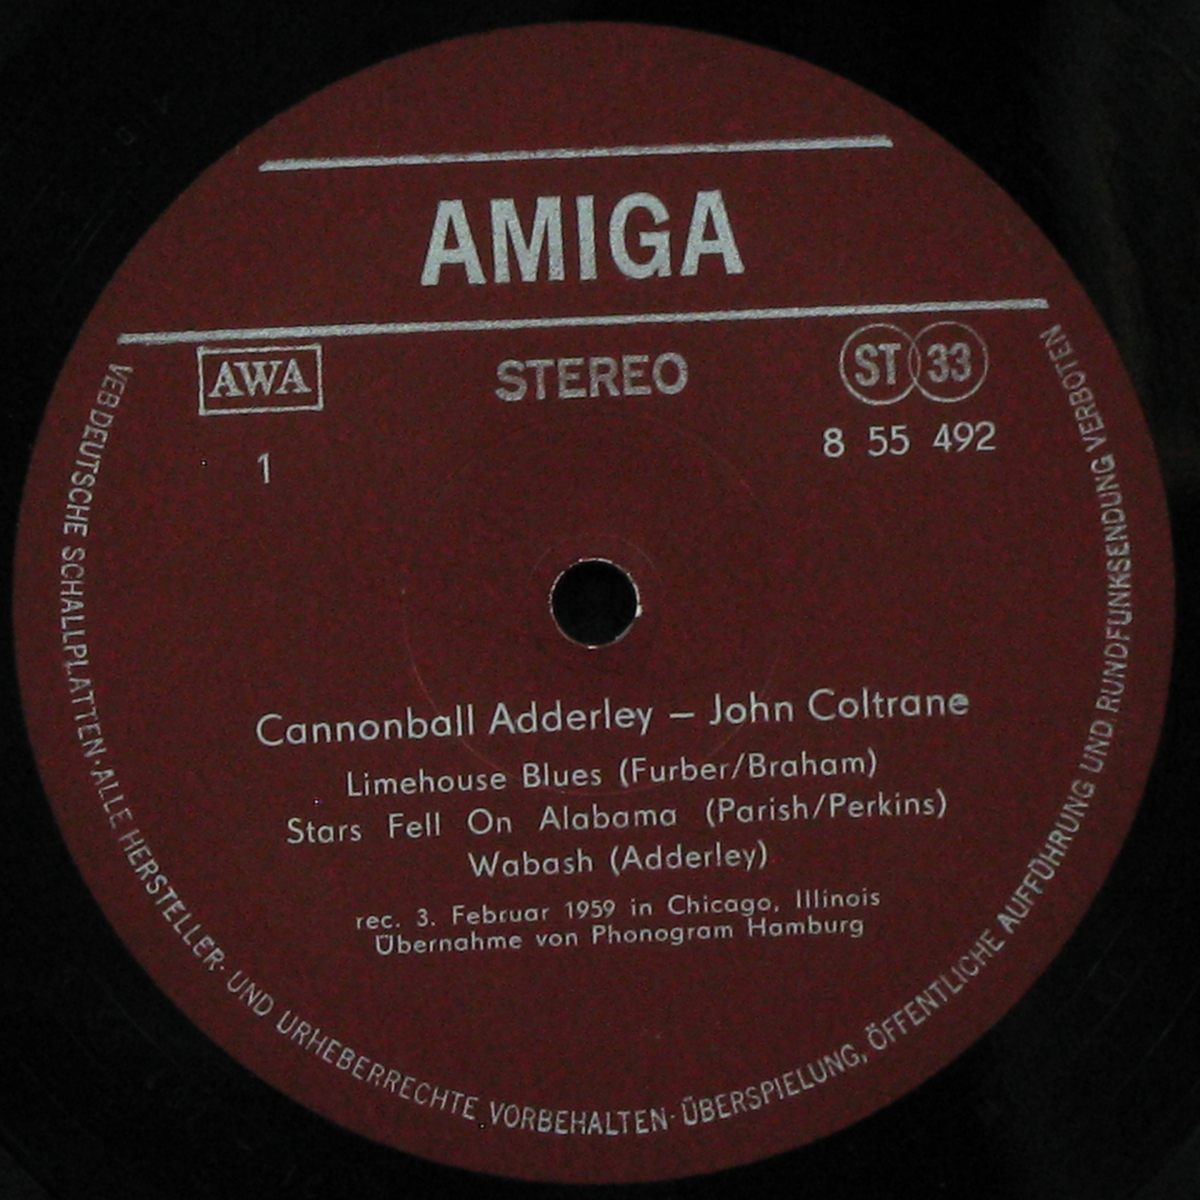 AMIGA
AWA
STEREO
ST 33
1
8 55 492
Cannonball Adderley – John Coltrane
Limehouse Blues (Furber/Braham)
Stars Fell On Alabama (Parish/Perkins)
Wabash (Adderley)
rec. 3. Februar 1959 in Chicago, Illinois
Übernahme von Phonogram Hamburg
VEB DEUTSCHE SCHALLPLATTEN · ALLE HERSTELLER- UND URHEBERRECHTE VORBEHALTEN · ÜBERSPIELUNG, ÖFFENTLICHE AUFFÜHRUNG UND RUNDFUNKSENDUNG VERBOTEN